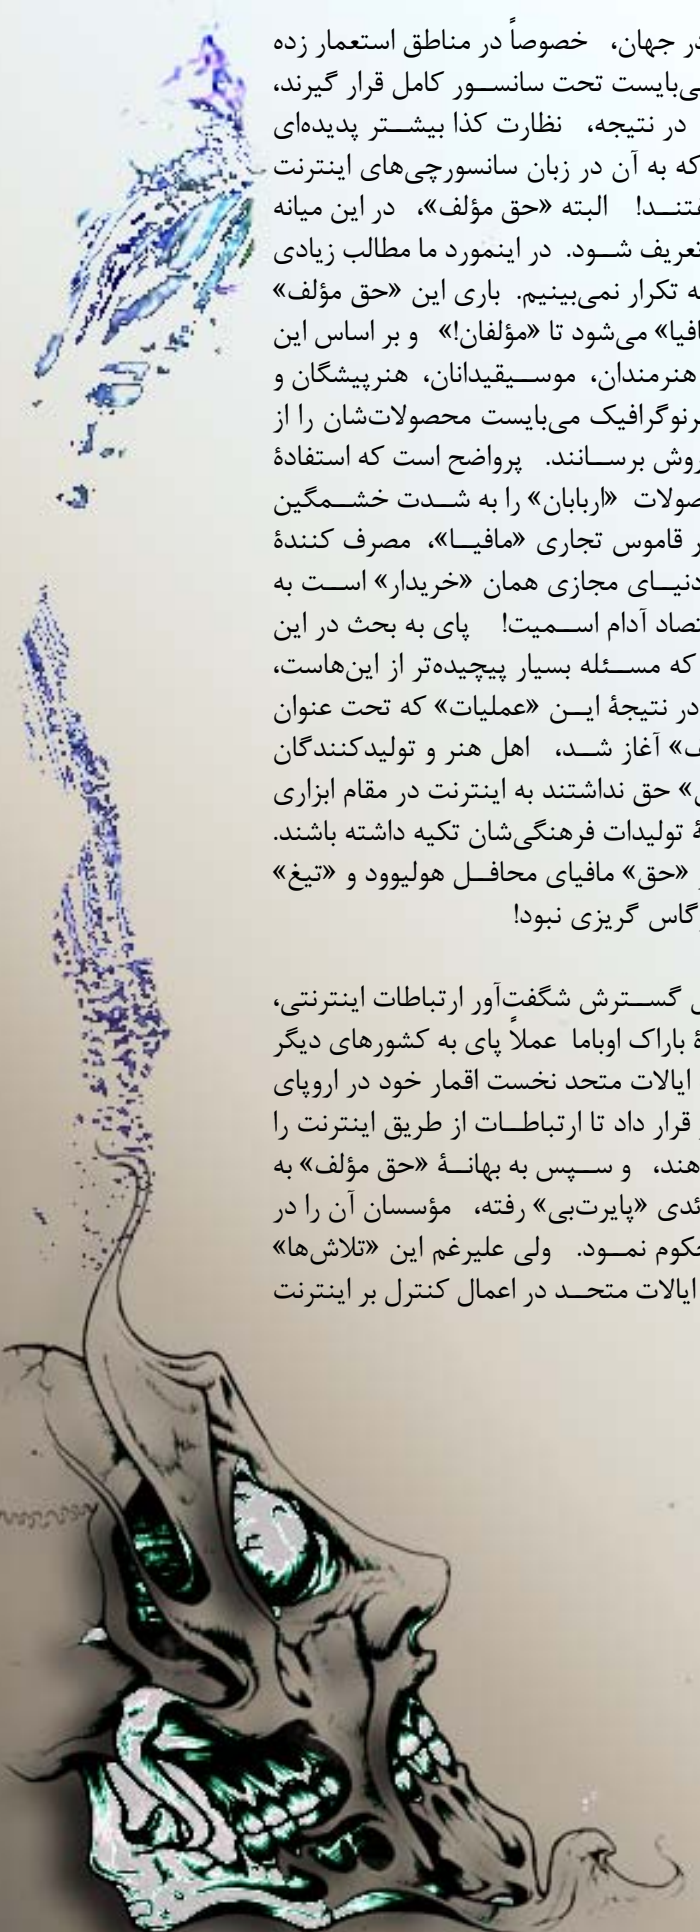 در جهان، خصوصاً در مناطق استعمار زده
می‌بایست تحت سانسور کامل قرار گیرند،
در نتیجه، نظارت کذا بیشتر پدیده‌ای
که به آن در زبان سانسورچی‌های اینترنت
البته «حق مؤلف»، در این میانه
تعریف شود. در اینمورد ما مطالب زیادی
به تکرار نمی‌بینیم. باری این «حق مؤلف»
می‌شود تا «مؤلفان!» و بر اساس این
هنرمندان، موسیقیدانان، هنرپیشگان و
می‌بایست محصولات‌شان را از
برسانند. پرواضح است که استفادهٔ
«اربابان» را به شدت خشمگین
قاموس تجاری «مافیا»، مصرف کنندهٔ
دنیای مجازی همان «خریدار» است به
آدام اسمیت! پای به بحث در این
که مسئله بسیار پیچیده‌تر از این‌هاست،
در نتیجهٔ این «عملیات» که تحت عنوان
آغاز شد، اهل هنر و تولیدکنندگان
حق نداشتند به اینترنت در مقام ابزاری
تولیدات فرهنگی‌شان تکیه داشته باشند.
«حق» مافیای محافل هولیوود و «تیغ»
گریزی نبود!
گسترش شگفت‌آور ارتباطات اینترنتی،
باراک اوباما عملاً پای به کشورهای دیگر
ایالات متحد نخست اقمار خود در اروپای
قرار داد تا ارتباطات از طریق اینترنت را
و سپس به بهانهٔ «حق مؤلف» به
«پایرت‌بی» رفته، مؤسسان آن را در
نمود. ولی علیرغم این «تلاش‌ها»
ایالات متحد در اعمال کنترل بر اینترنت